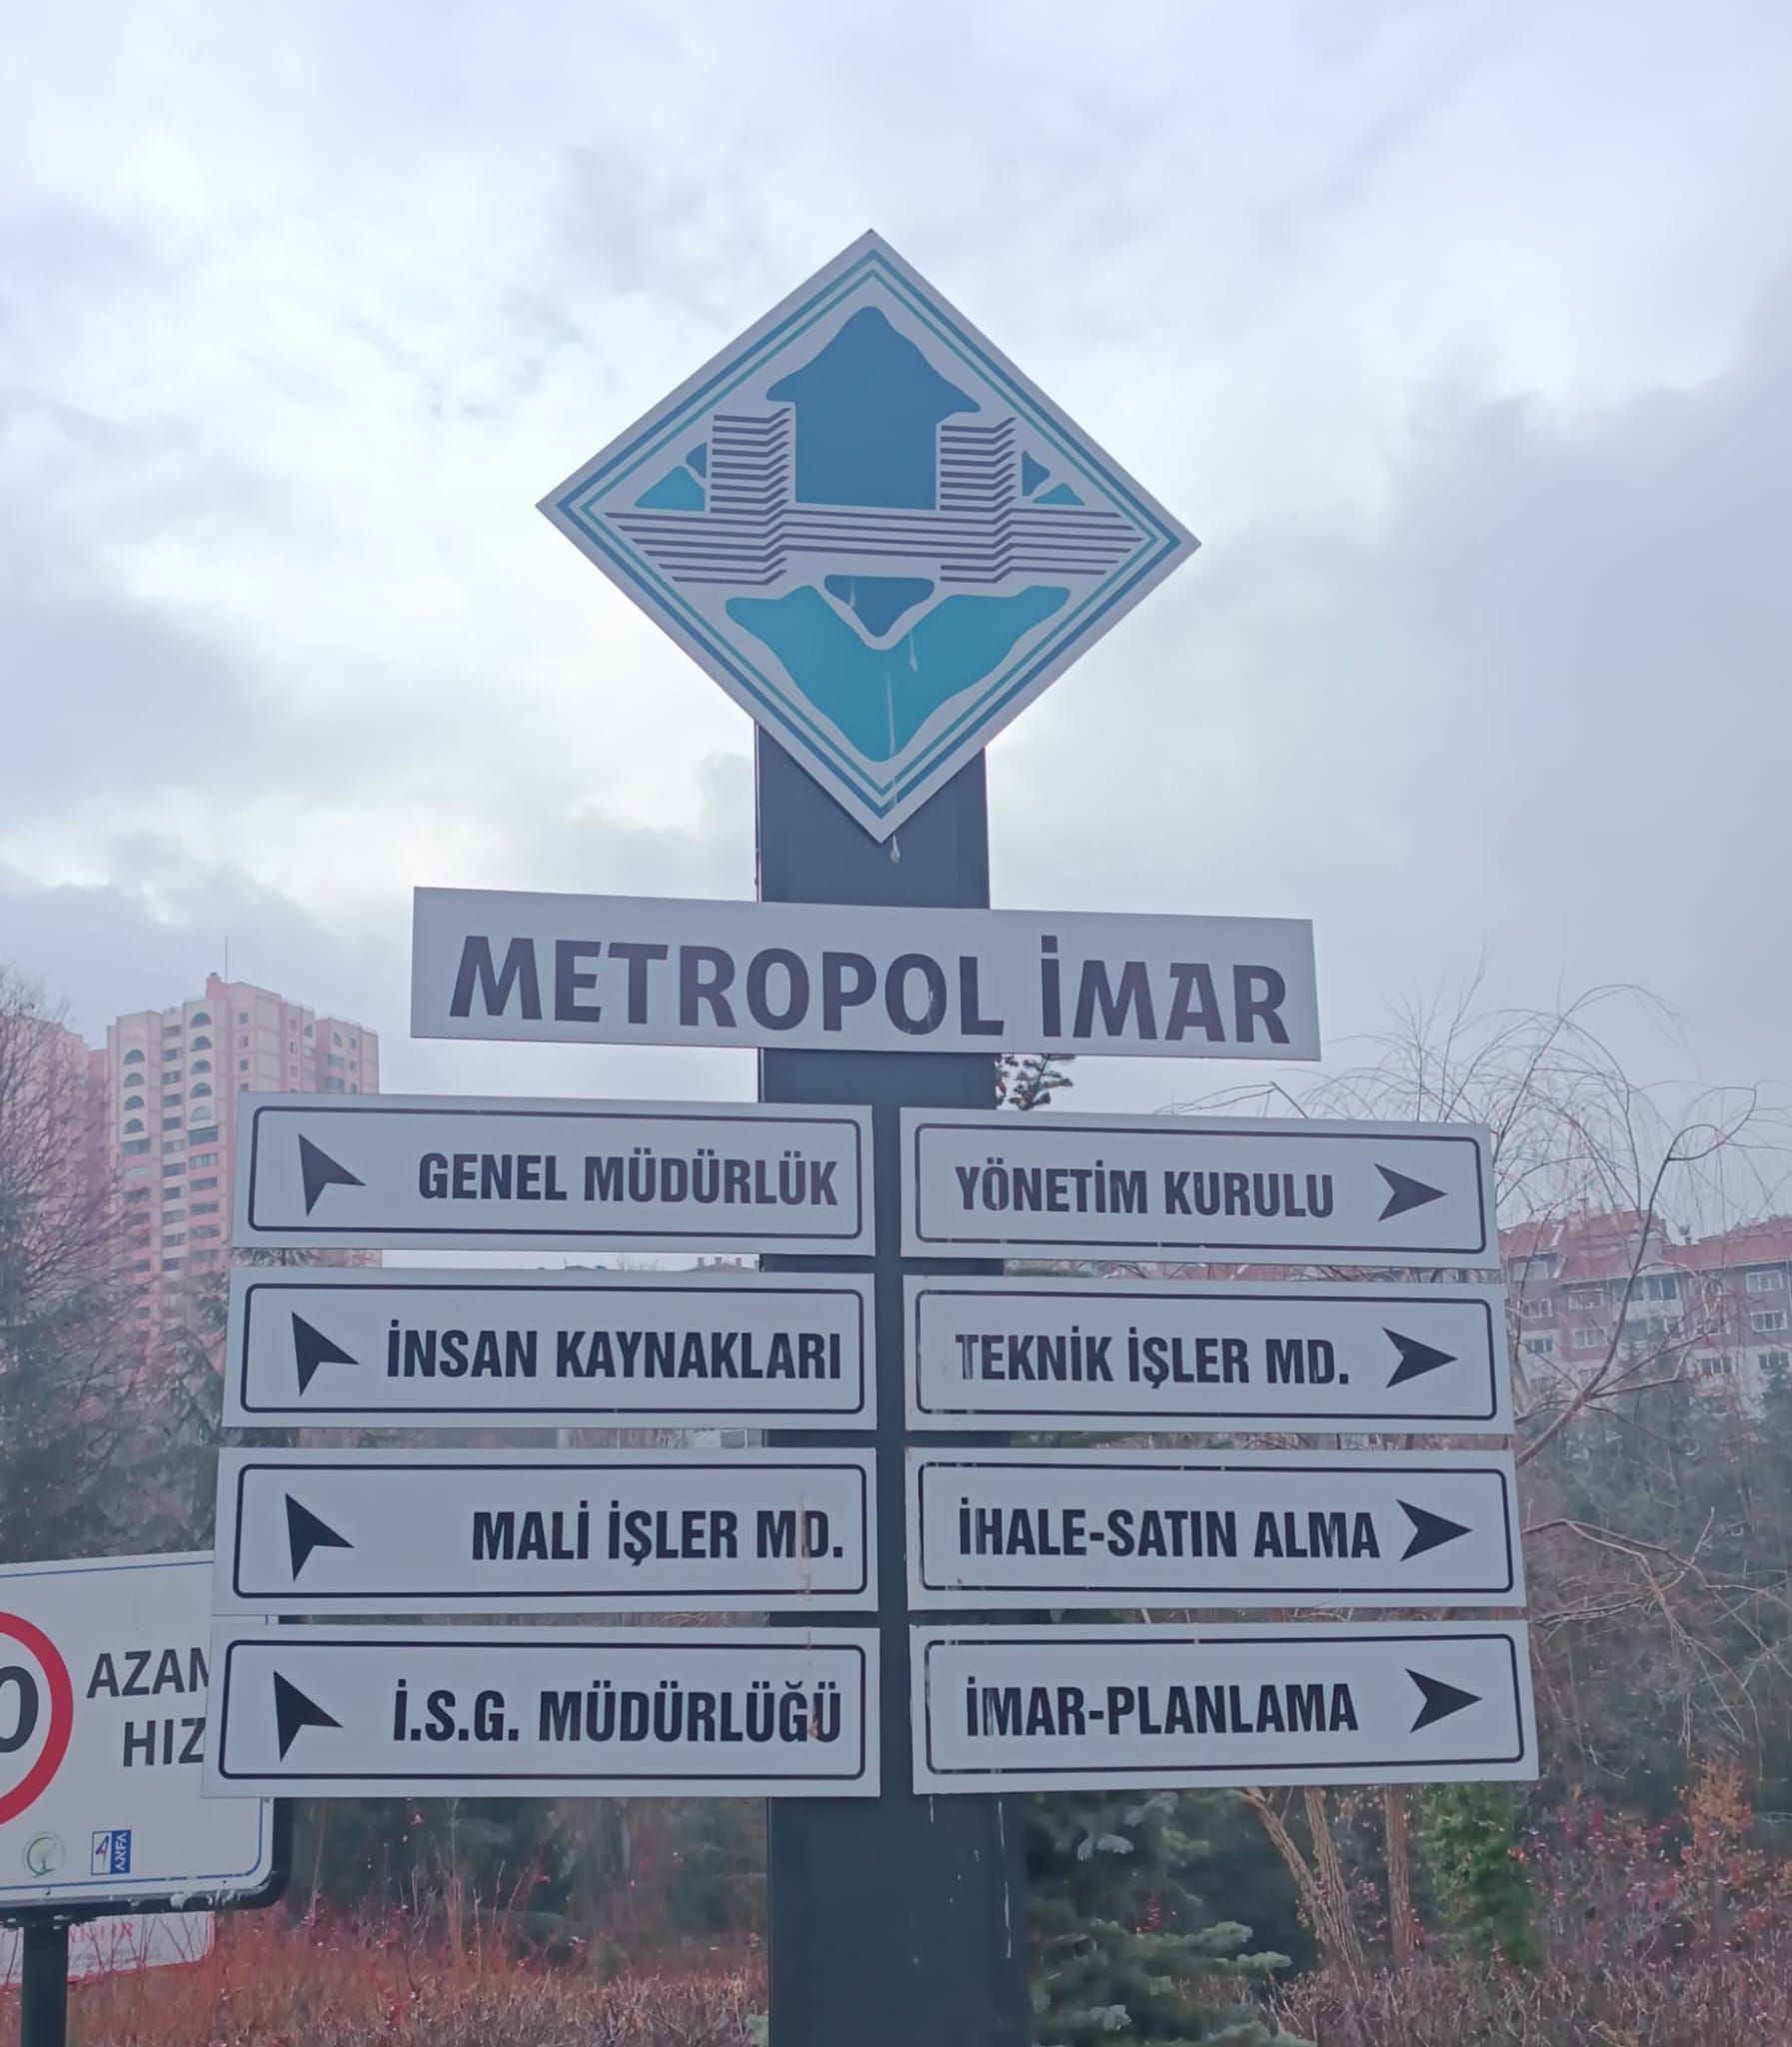 METROPOL İMAR
GENEL MÜDÜRLÜK
İNSAN KAYNAKLARI
MALİ İŞLER MD.
İ.S.G. MÜDÜRLÜĞÜ
YÖNETİM KURULU
TEKNİK İŞLER MD.
İHALE-SATIN ALMA
İMAR-PLANLAMA
HIZ
ANFA